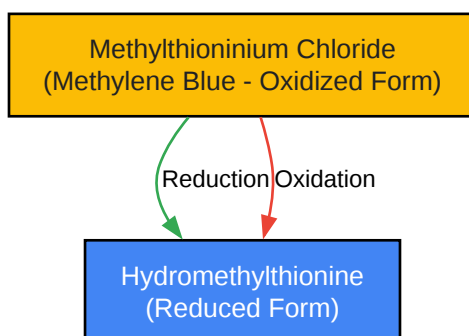 Methylthioninium Chloride
(Methylene Blue - Oxidized Form)
Reduction
Oxidation
Hydromethylthionine
(Reduced Form)